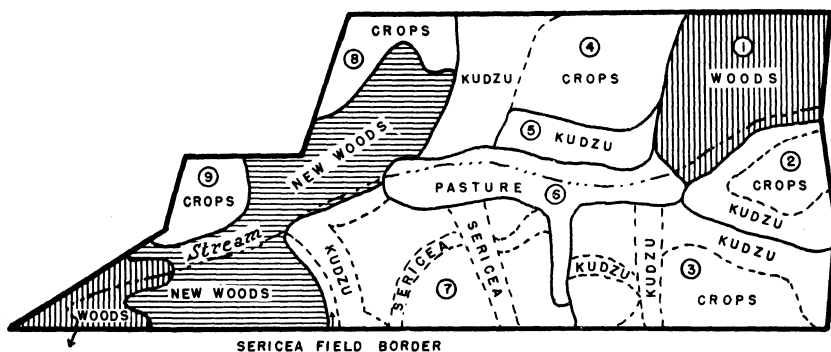 CROPS
8
4
CROPS
1
WOODS
KUDZU
5
KUDZU
NEW WOODS
9
CROPS
PASTURE
6
2
CROPS
KUDZU
KUDZU
Stream
KUDZU
SERICEA
SERICEA
7
KUDZU
KUDZU
3
CROPS
NEW WOODS
WOODS
SERICEA FIELD BORDER